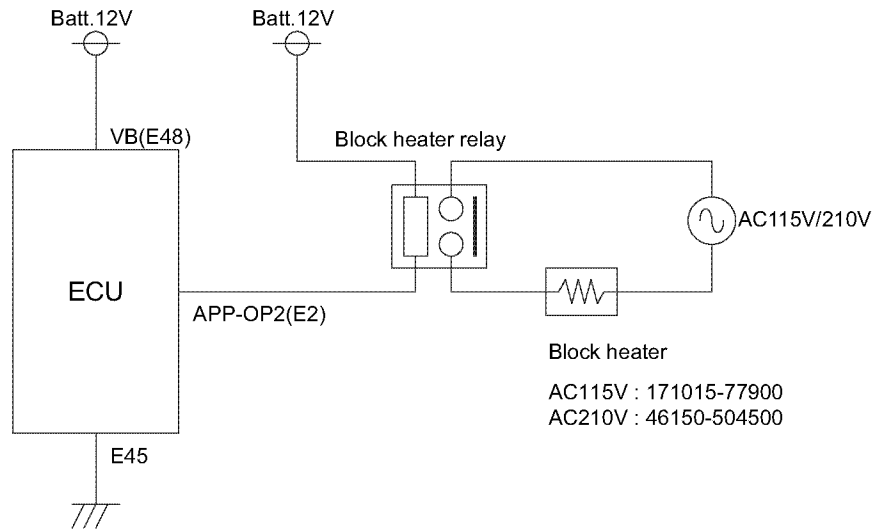 Batt.12V
Batt.12V
VB(E48)
Block heater relay
AC115V/210V
ECU
APP-OP2(E2)
Block heater
AC115V : 171015-77900
AC210V : 46150-504500
E45